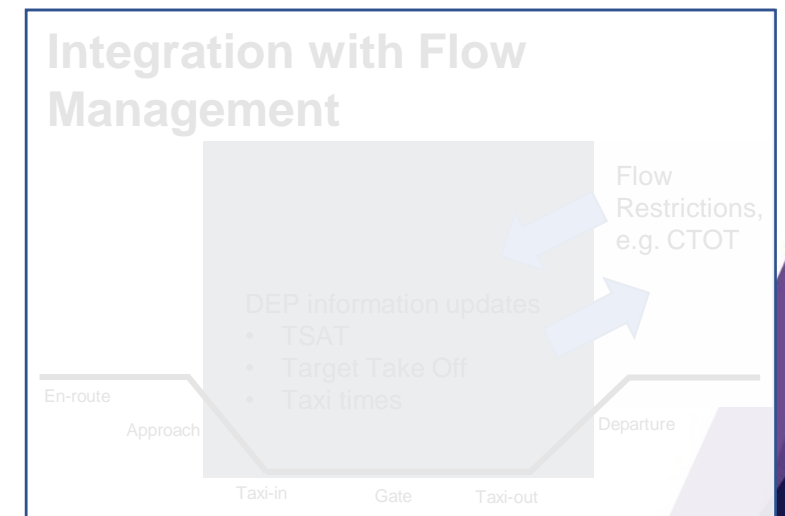 Integration with Flow
Management
Flow
Restrictions,
e.g. CTOT
DEP information updates
• TSAT
• Target Take Off
• Taxi times
En-route
Approach
Departure
Taxi-in
Gate
Taxi-out